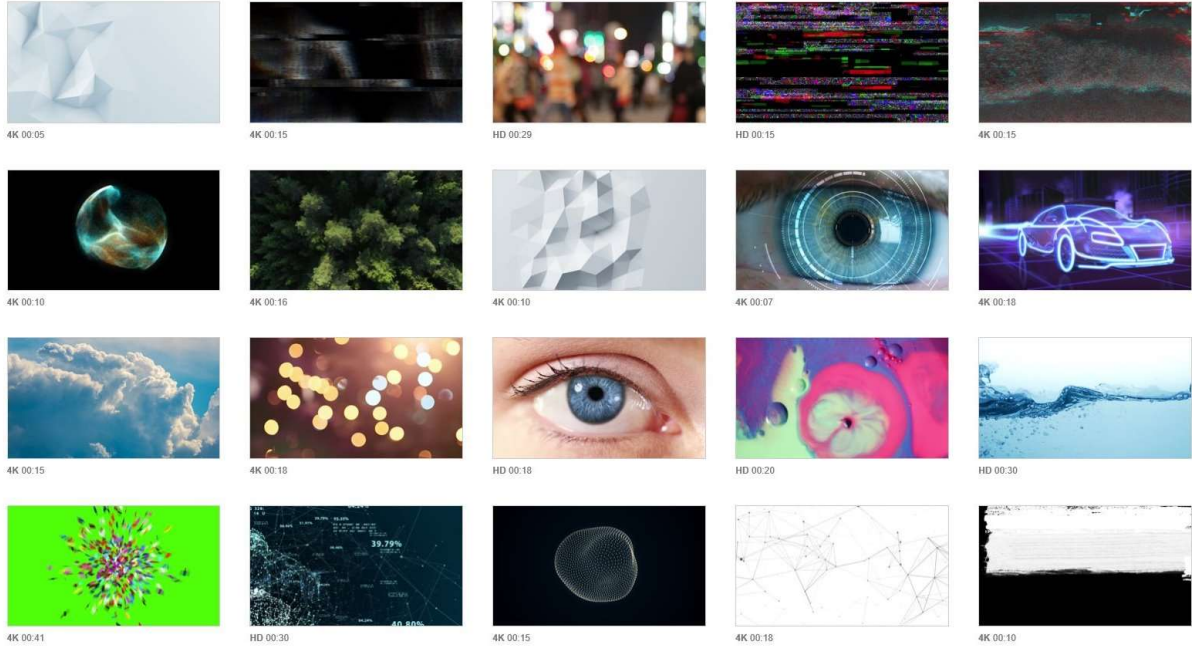 4K 00:05
4K 00:15
HD 00:29
HD 00:15
4K 00:15
4K 00:10
4K 00:16
4K 00:10
4K 00:07
4K 00:18
4K 00:15
4K 00:18
HD 00:18
HD 00:20
HD 00:30
39.79%
40.80%
4K 00:41
HD 00:30
4K 00:15
4K 00:18
4K 00:10